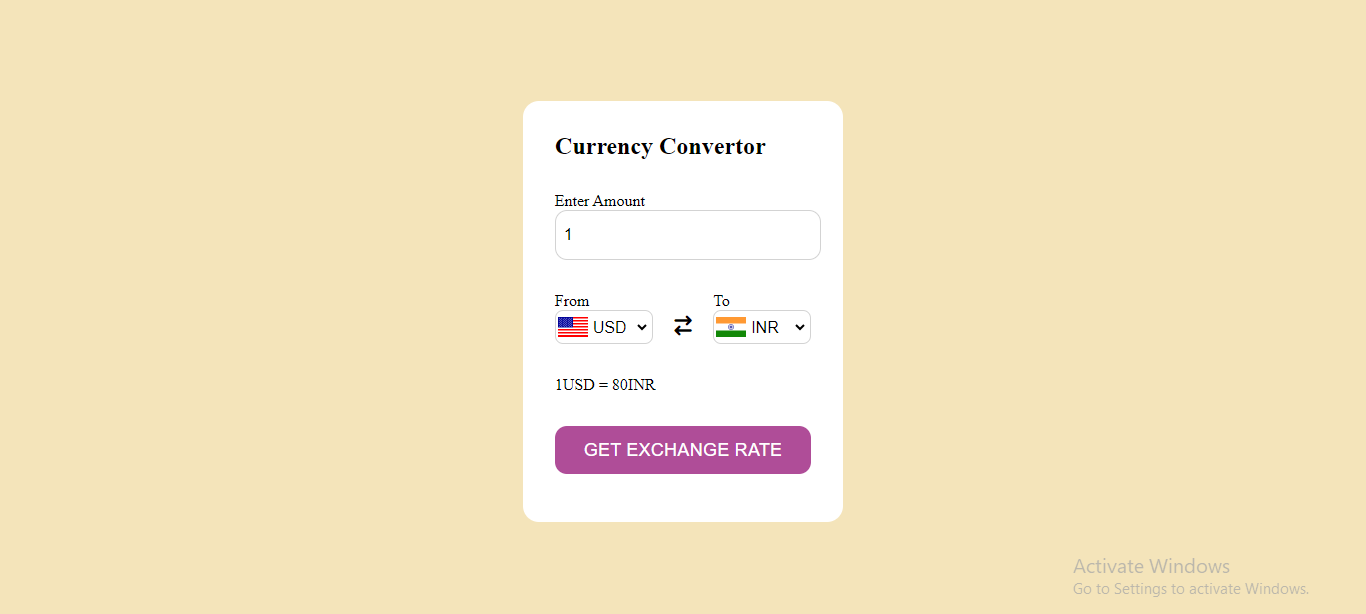 Currency Convertor
Enter Amount
1
From
To
USD
INR
1USD = 80INR
GET EXCHANGE RATE
Activate Windows
Go to Settings to activate Windows.